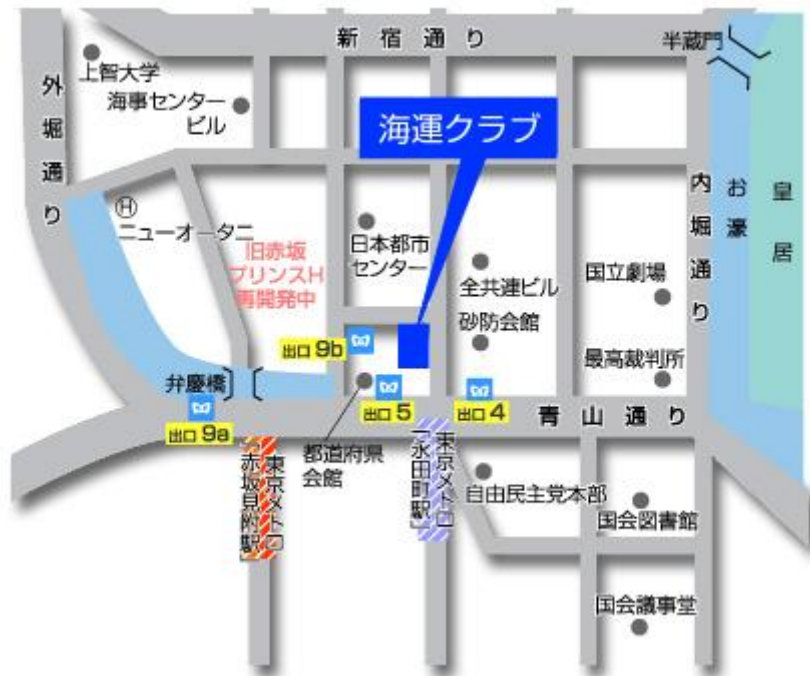 新宿通り
半蔵門
上智大学
海事センター
ビル
外堀通り
海運クラブ
内堀通り
お濠
皇居
Ⓗ
ニューオータニ
旧赤坂
プリンスH
再開発中
日本都市
センター
全共連ビル
国立劇場
砂防会館
出口 9b
最高裁判所
弁慶橋
出口 9a
出口 5
出口 4
青山通り
都道府県
会館
東京メトロ
「赤坂見附駅」
東京メトロ
「永田町駅」
自由民主党本部
国会図書館
国会議事堂